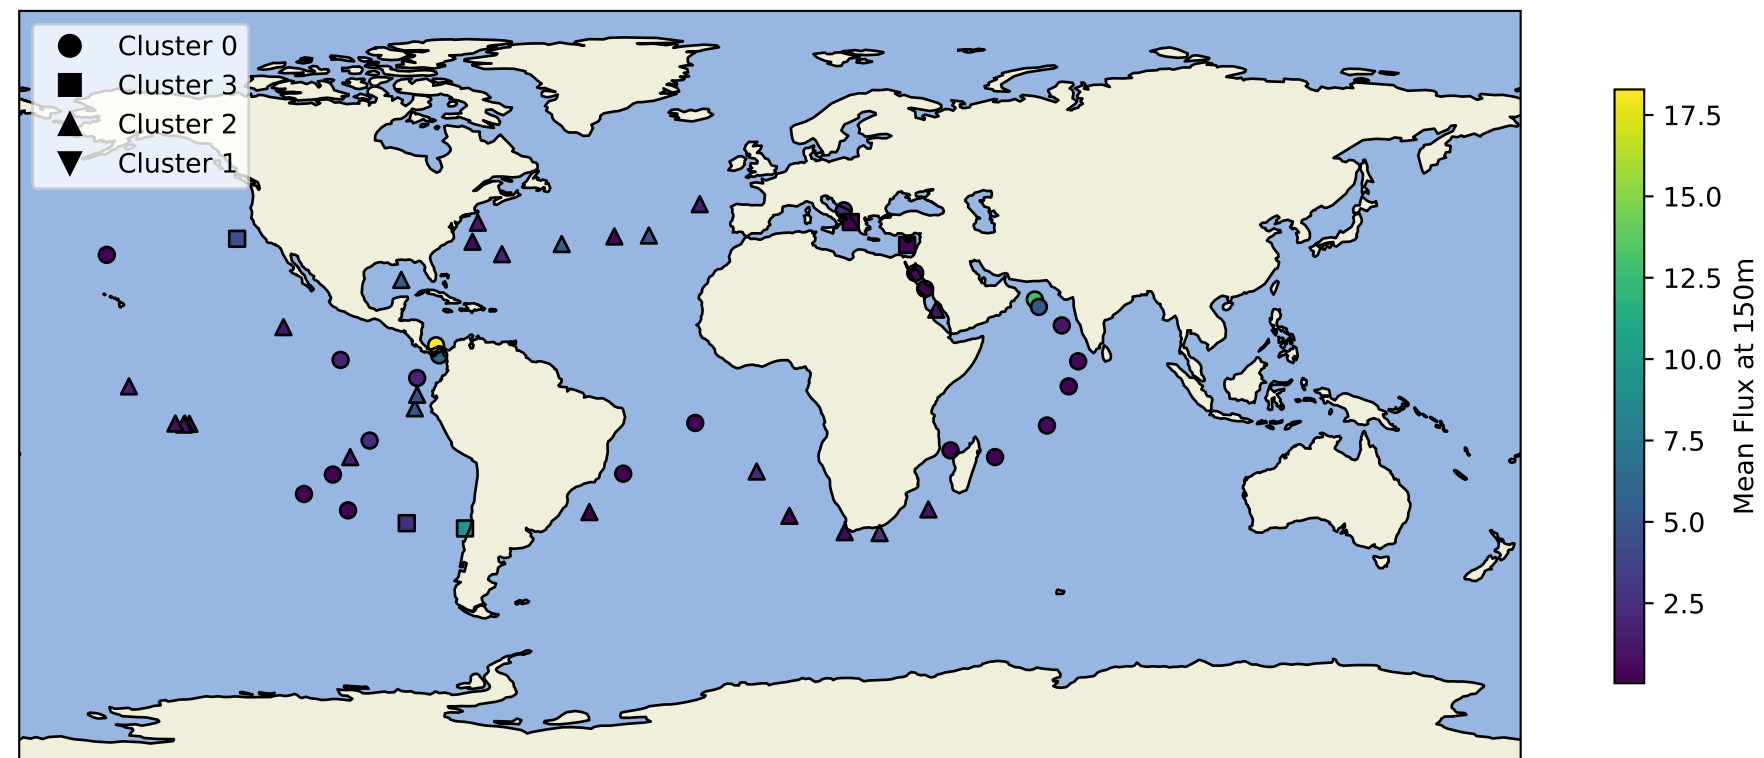 Cluster 0
Cluster 3
Cluster 2
Cluster 1
17.5
15.0
12.5
10.0
7.5
5.0
2.5
Mean Flux at 150m